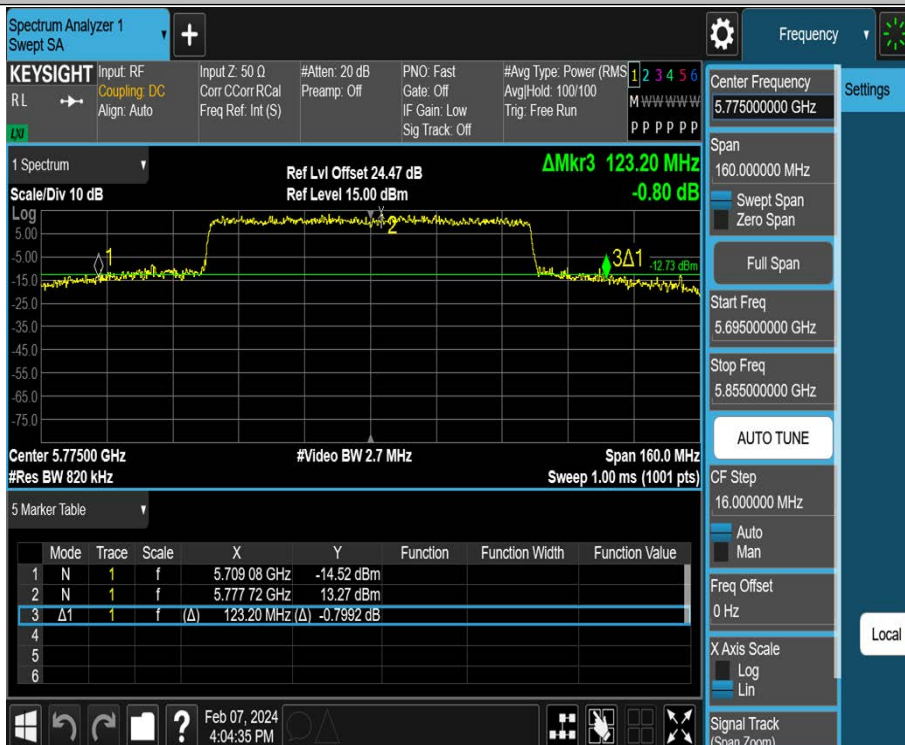 Spectrum Analyzer 1
Swept SA
+
Frequency
KEYSIGHT
RL
LXI
Input: RF
Coupling: DC
Align: Auto
Input Z: 50 Ω
Corr CCorr RCal
Freq Ref: Int (S)
#Atten: 20 dB
Preamp: Off
PNO: Fast
Gate: Off
IF Gain: Low
Sig Track: Off
#Avg Type: Power (RMS
Avg|Hold: 100/100
Trig: Free Run
1 2 3 4 5 6
M W W W W W
P P P P P P
1 Spectrum
Scale/Div 10 dB
Ref Lvl Offset 24.47 dB
Ref Level 15.00 dBm
ΔMkr3 123.20 MHz
-0.80 dB
Log
5.00
-5.00
-15.0
-25.0
-35.0
-45.0
-55.0
-65.0
-75.0
1
2
3Δ1
-12.73 dBm
Center 5.77500 GHz
#Video BW 2.7 MHz
Span 160.0 MHz
#Res BW 820 kHz
Sweep 1.00 ms (1001 pts)
5 Marker Table
Mode Trace Scale X Y Function Function Width Function Value
1 N 1 f 5.709 08 GHz -14.52 dBm
2 N 1 f 5.777 72 GHz 13.27 dBm
3 Δ1 1 f (Δ) 123.20 MHz (Δ) -0.7992 dB
4
5
6
?
Feb 07, 2024
4:04:35 PM
Center Frequency
5.775000000 GHz
Span
160.000000 MHz
Swept Span
Zero Span
Full Span
Start Freq
5.695000000 GHz
Stop Freq
5.855000000 GHz
AUTO TUNE
CF Step
16.000000 MHz
Auto
Man
Freq Offset
0 Hz
X Axis Scale
Log
Lin
Signal Track
(Span Zoom)
Settings
Local